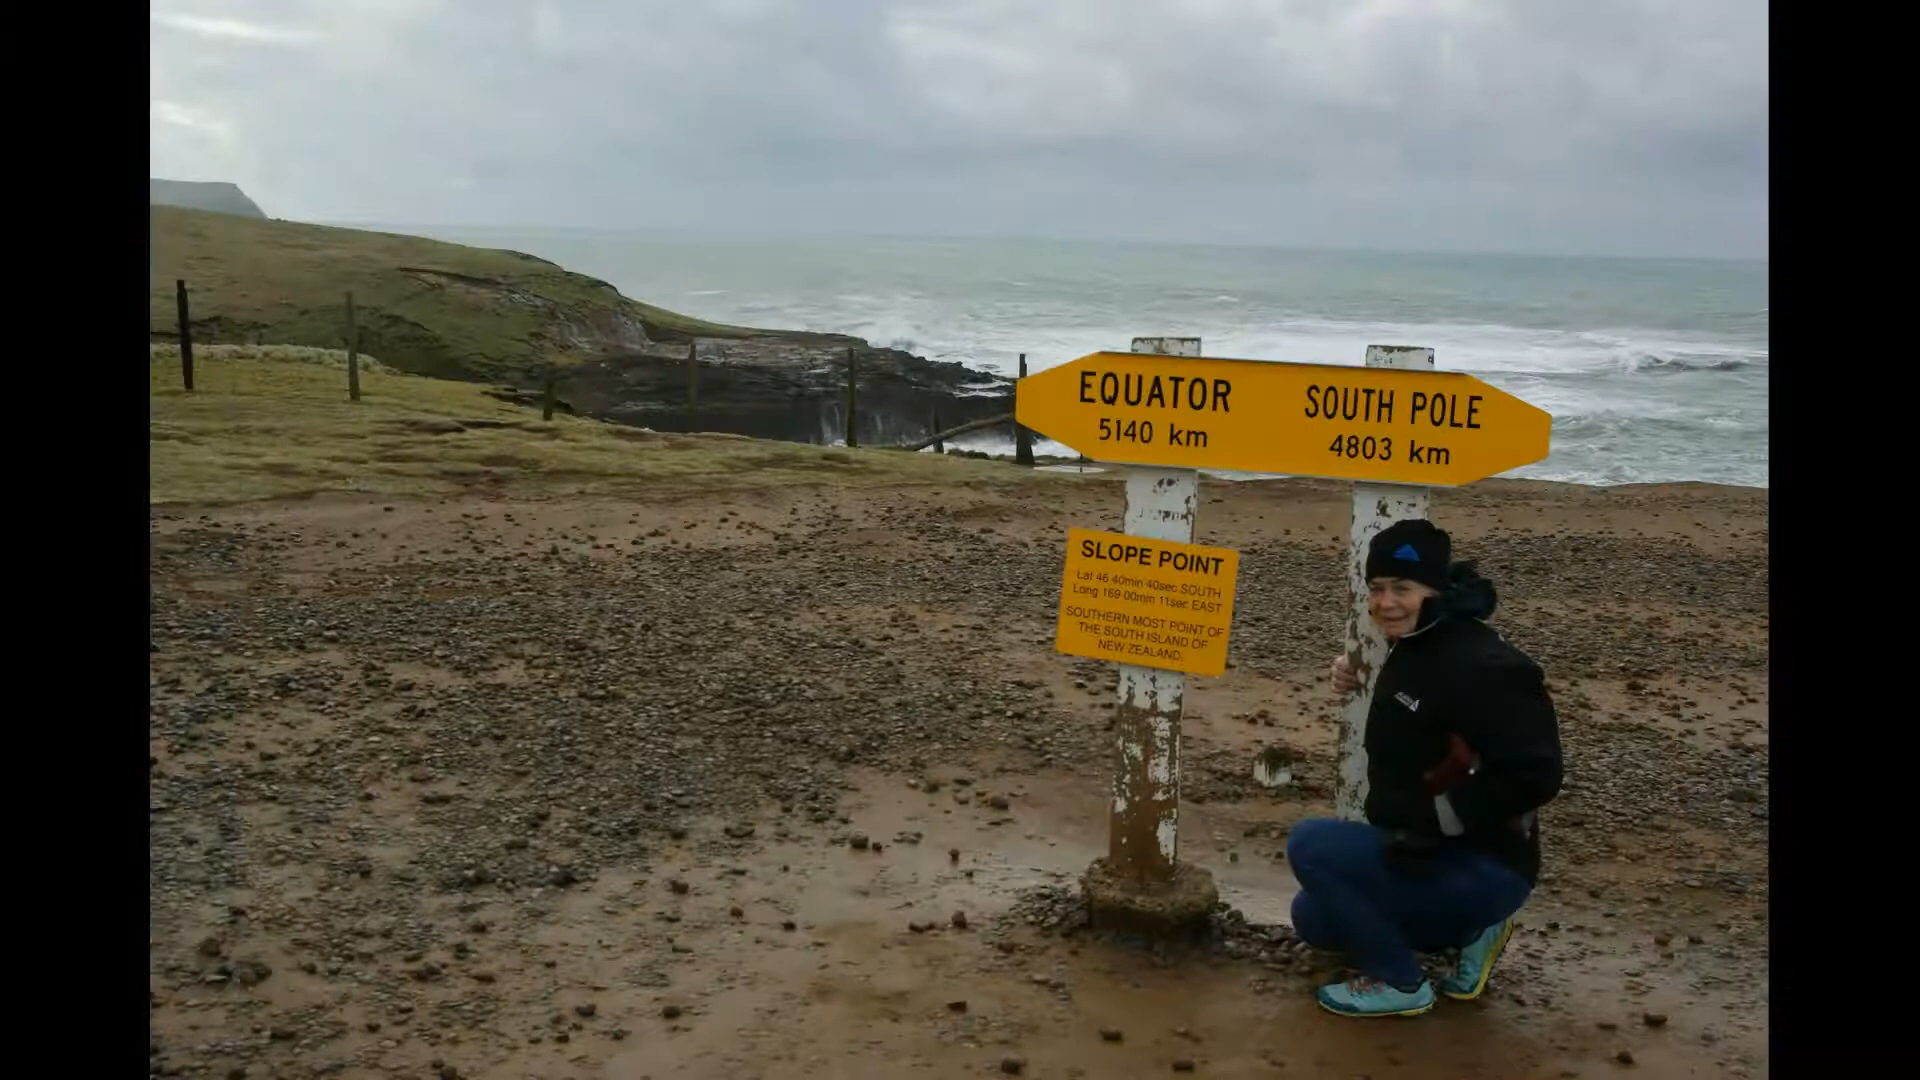 EQUATOR
5140 km
SOUTH POLE
4803 km
SLOPE POINT
Lat 46 40min 40sec SOUTH
Long 169 00min 11sec EAST
SOUTHERN MOST POINT OF
THE SOUTH ISLAND OF
NEW ZEALAND.